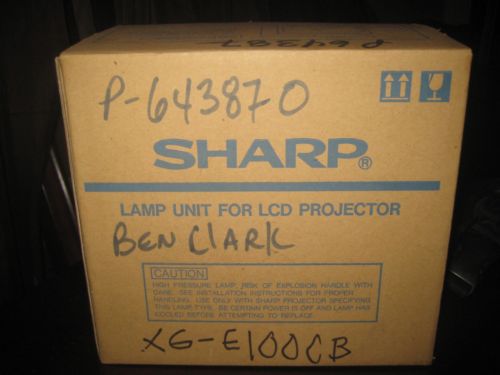 P-64387
P-643870
SHARP®
LAMP UNIT FOR LCD PROJECTOR
BEN ClARK
CAUTION
HIGH PRESSURE LAMP (RISK OF EXPLOSION) HANDLE WITH
CARE. SEE INSTALLATION INSTRUCTIONS FOR PROPER
HANDLING. USE ONLY WITH SHARP PROJECTOR SPECIFYING
THIS LAMP TYPE. BE CERTAIN POWER IS OFF AND LAMP HAS
COOLED BEFORE ATTEMPTING TO REPLACE.
XG-E100CB